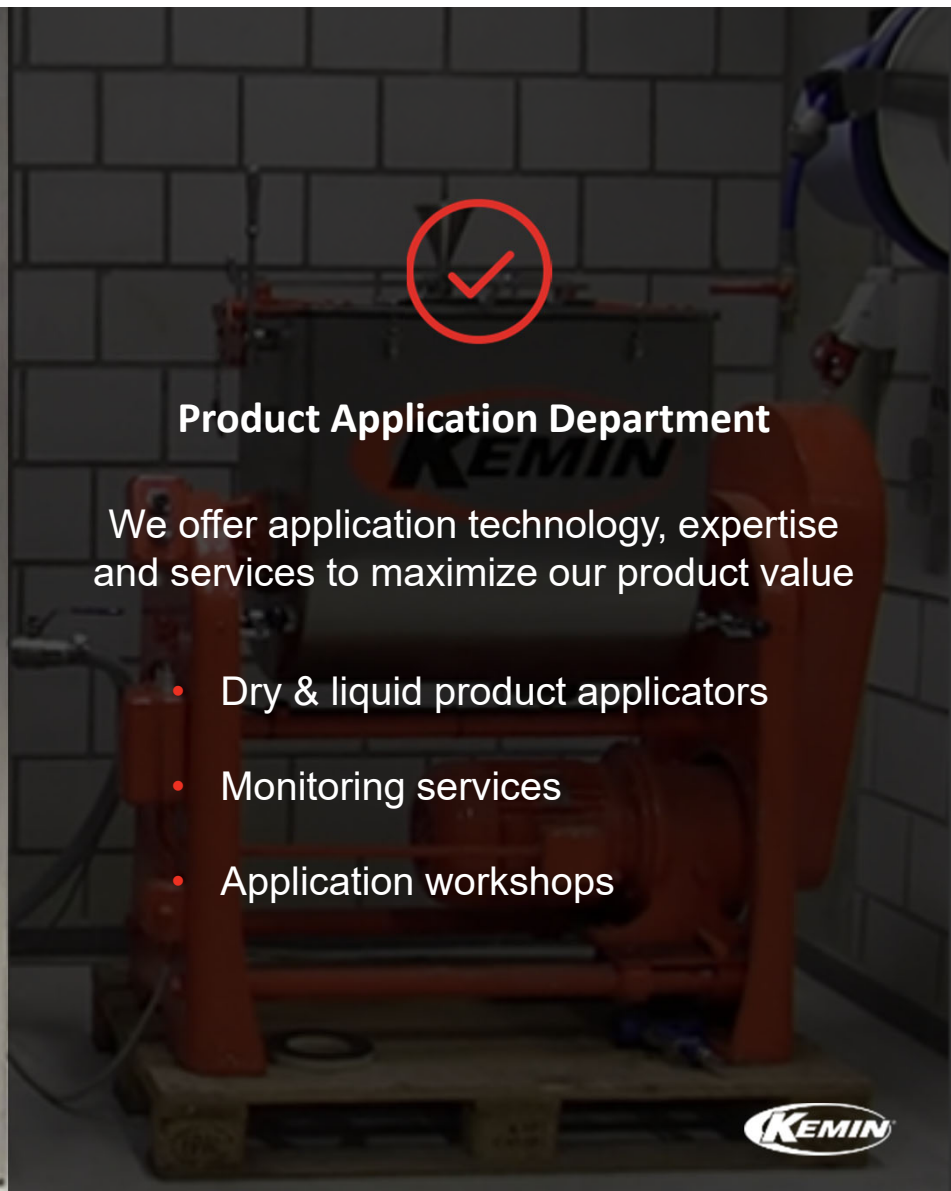 Product Application Department
KEMIN
We offer application technology, expertise
and services to maximize our product value
• Dry & liquid product applicators
• Monitoring services
• Application workshops
KEMIN